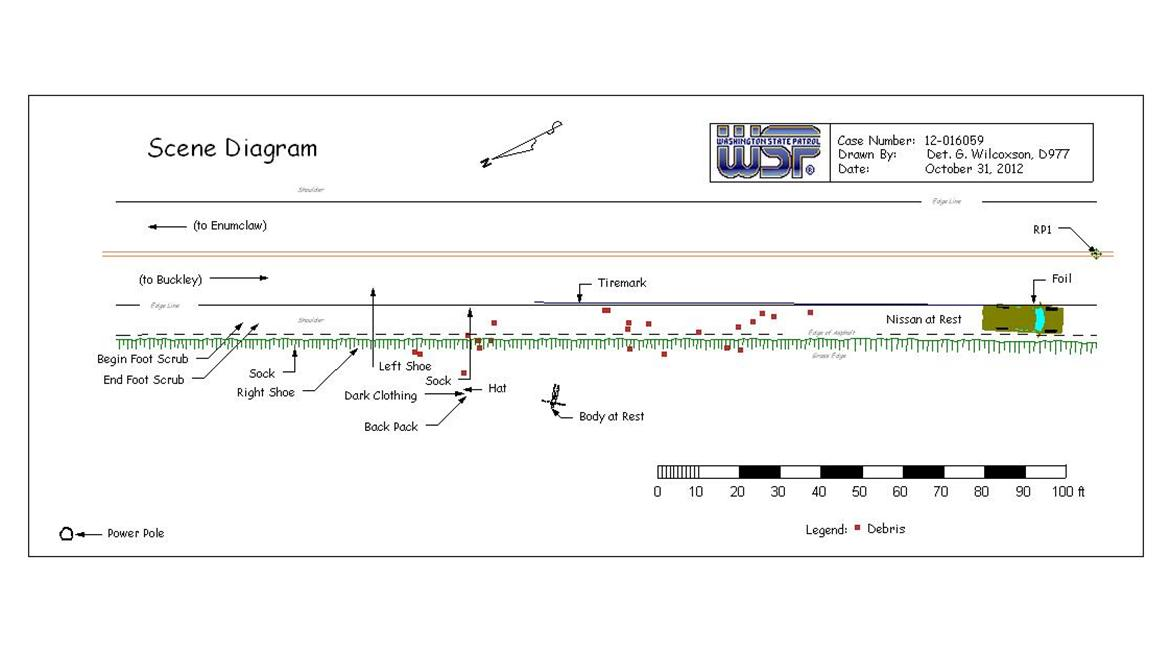 Scene Diagram
N
WASHINGTON STATE PATROL
WSP
®
Case Number: 12-016059
Drawn By: Det. G. Wilcoxson, D977
Date: October 31, 2012
Shoulder
Edge Line
(to Enumclaw)
RP1
(to Buckley)
Tiremark
Foil
Edge Line
Shoulder
Nissan at Rest
Edge of Asphalt
Grass Edge
Begin Foot Scrub
End Foot Scrub
Sock
Right Shoe
Left Shoe
Sock
Hat
Dark Clothing
Back Pack
Body at Rest
0 10 20 30 40 50 60 70 80 90 100 ft
Legend: Debris
Power Pole